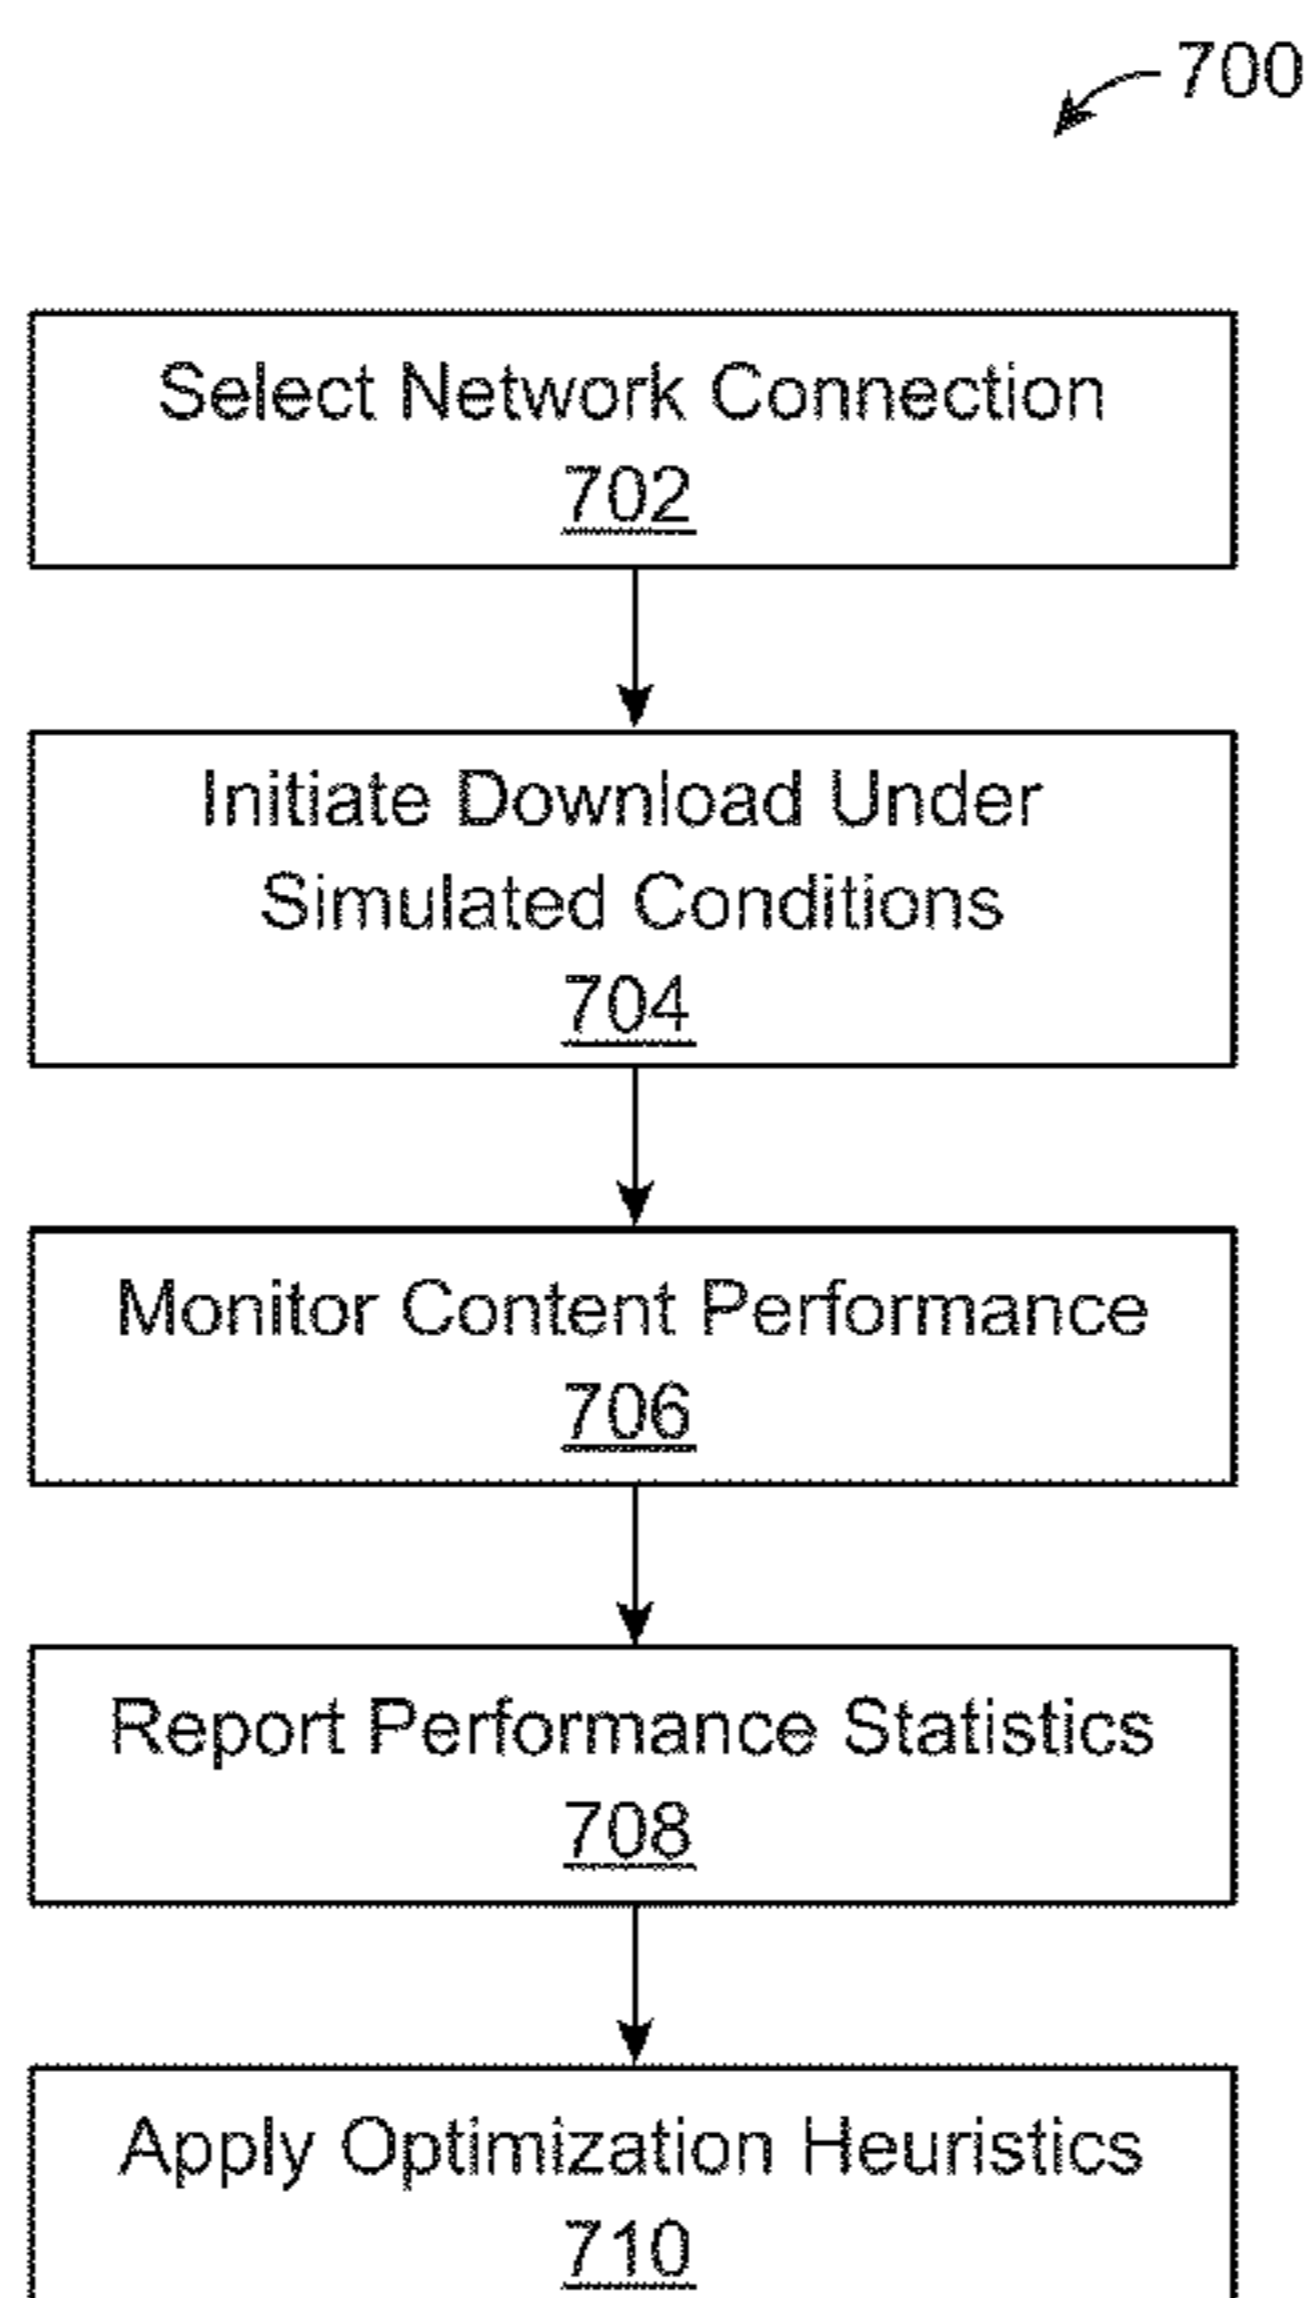 700
Select Network Connection
702
Initiate Download Under
Simulated Conditions
704
Monitor Content Performance
706
Report Performance Statistics
708
Apply Optimization Heuristics
710